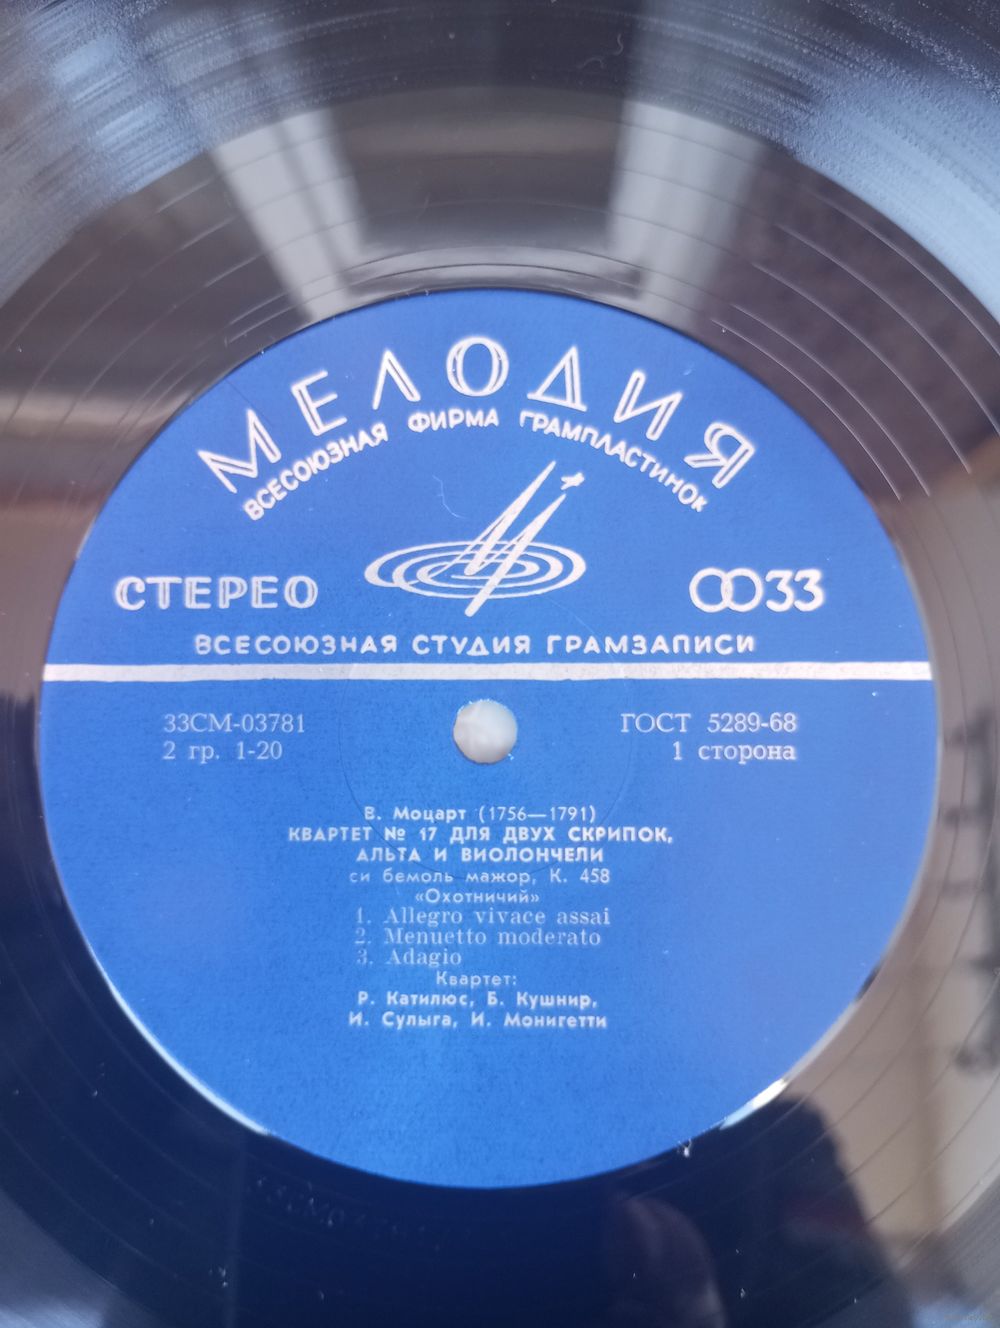 МЕЛОДИЯ
ВСЕСОЮЗНАЯ ФИРМА ГРАМПЛАСТИНОК
СТЕРЕО
33
ВСЕСОЮЗНАЯ СТУДИЯ ГРАМЗАПИСИ
33СМ-03781
ГОСТ 5289-68
2 гр. 1-20
1 сторона
В. Моцарт (1756—1791)
КВАРТЕТ № 17 ДЛЯ ДВУХ СКРИПОК,
АЛЬТА И ВИОЛОНЧЕЛИ
си бемоль мажор, К. 458
«Охотничий»
1. Allegro vivace assai
2. Menuetto moderato
3. Adagio
Квартет:
Р. Катилюс, Б. Кушнир,
И. Сулыга, И. Монигетти